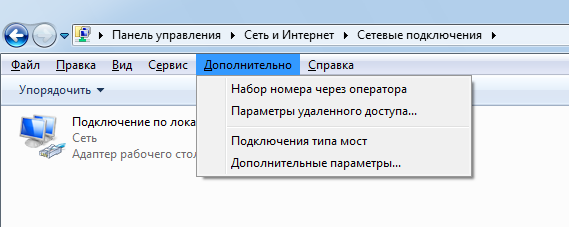 Панель управления ▸ Сеть и Интернет ▸ Сетевые подключения ▸
Файл Правка Вид Сервис Дополнительно Справка
Упорядочить
Набор номера через оператора
Параметры удаленного доступа...
Подключения типа мост
Дополнительные параметры...
Подключение по лока
Сеть
Адаптер рабочего стол